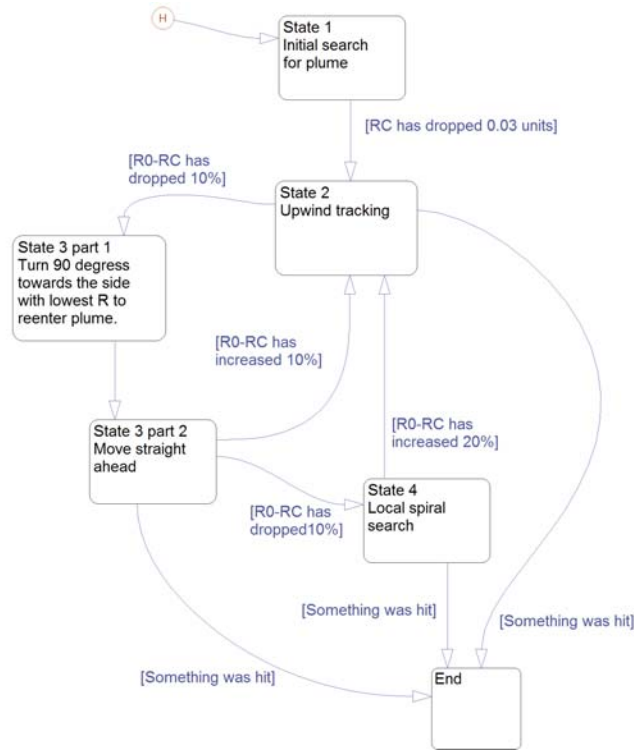 H
State 1
Initial search
for plume
[RC has dropped 0.03 units]
[R0-RC has
dropped 10%]
State 2
Upwind tracking
State 3 part 1
Turn 90 degress
towards the side
with lowest R to
reenter plume.
[R0-RC has
increased 10%]
State 3 part 2
Move straight
ahead
[R0-RC has
increased 20%]
[R0-RC has
dropped10%]
State 4
Local spiral
search
[Something was hit]
[Something was hit]
[Something was hit]
End